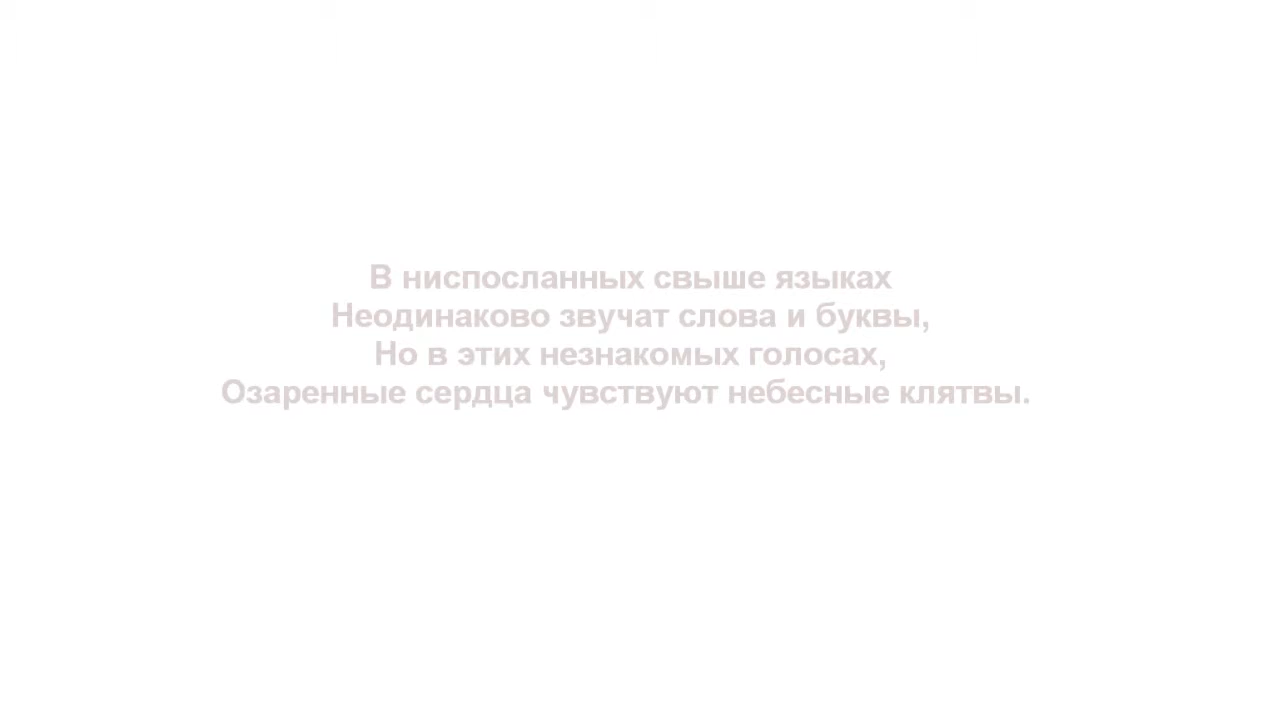 В ниспосланных свыше языках
Неодинаково звучат слова и буквы,
Но в этих незнакомых голосах,
Озаренные сердца чувствуют небесные клятвы.